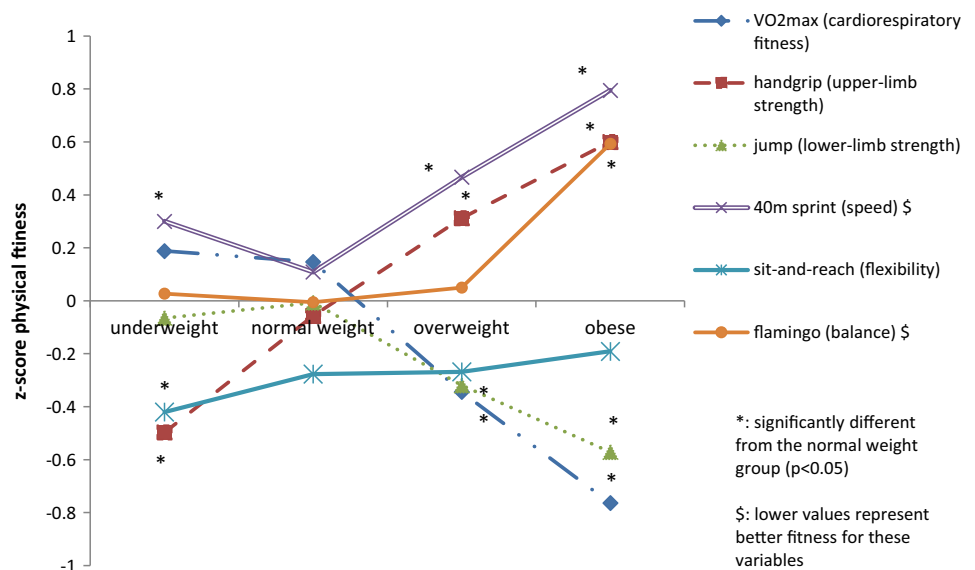 z-score physical ftiness
1
0.8
0.6
0.4
0.2
0
-0.2
-0.4
-0.6
-0.8
-1
underweight normal weight overweight obese
* * * * * * * * * * * *
VO2max (cardiorespiratory
fitness)
handgrip (upper-limb
strength)
jump (lower-limb strength)
40m sprint (speed) $
sit-and-reach (flexibility)
flamingo (balance) $
*: significantly different
from the normal weight
group (p<0.05)
$: lower values represent
better fitness for these
variables